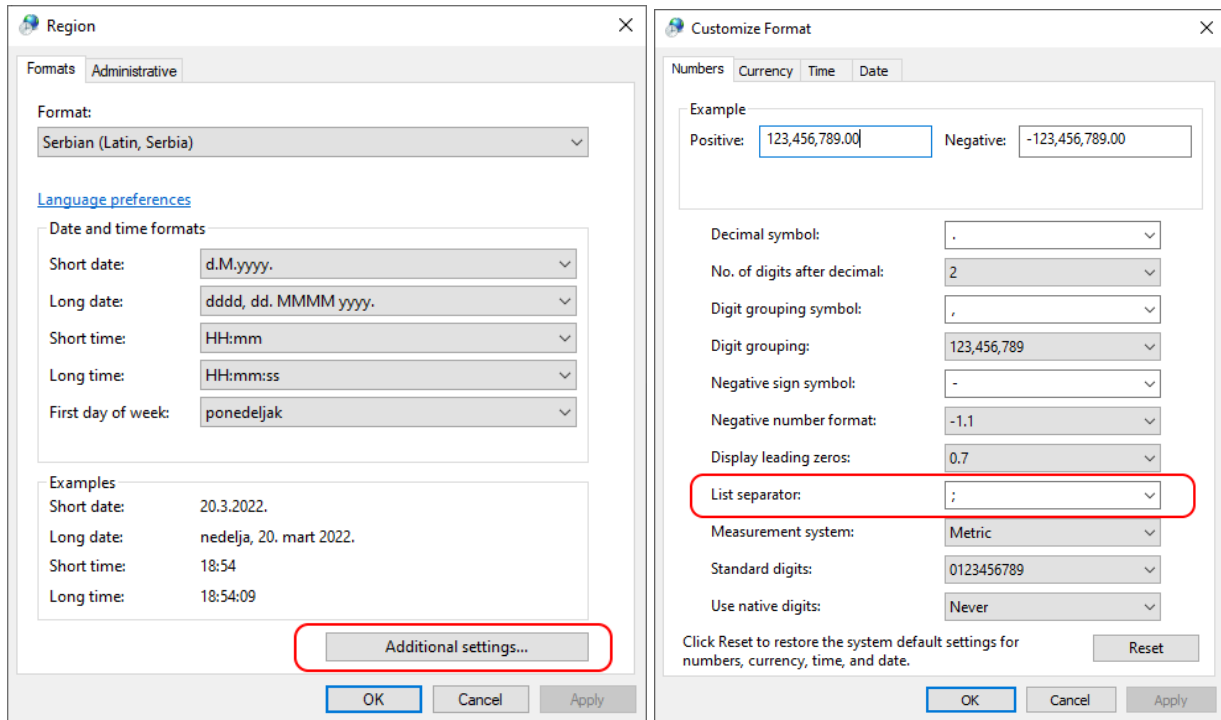 Region
Formats
Administrative
Format:
Serbian (Latin, Serbia)
Language preferences
Date and time formats
Short date: d.M.yyyy.
Long date: dddd, dd. MMMM yyyy.
Short time: HH:mm
Long time: HH:mm:ss
First day of week: ponedeljak
Examples
Short date: 20.3.2022.
Long date: nedelja, 20. mart 2022.
Short time: 18:54
Long time: 18:54:09
Additional settings...
OK Cancel Apply
Customize Format
Numbers Currency Time Date
Example
Positive: 123,456,789.00 Negative: -123,456,789.00
Decimal symbol: .
No. of digits after decimal: 2
Digit grouping symbol: ,
Digit grouping: 123,456,789
Negative sign symbol: -
Negative number format: -1.1
Display leading zeros: 0.7
List separator: ;
Measurement system: Metric
Standard digits: 0123456789
Use native digits: Never
Click Reset to restore the system default settings for
numbers, currency, time, and date.
Reset
OK Cancel Apply